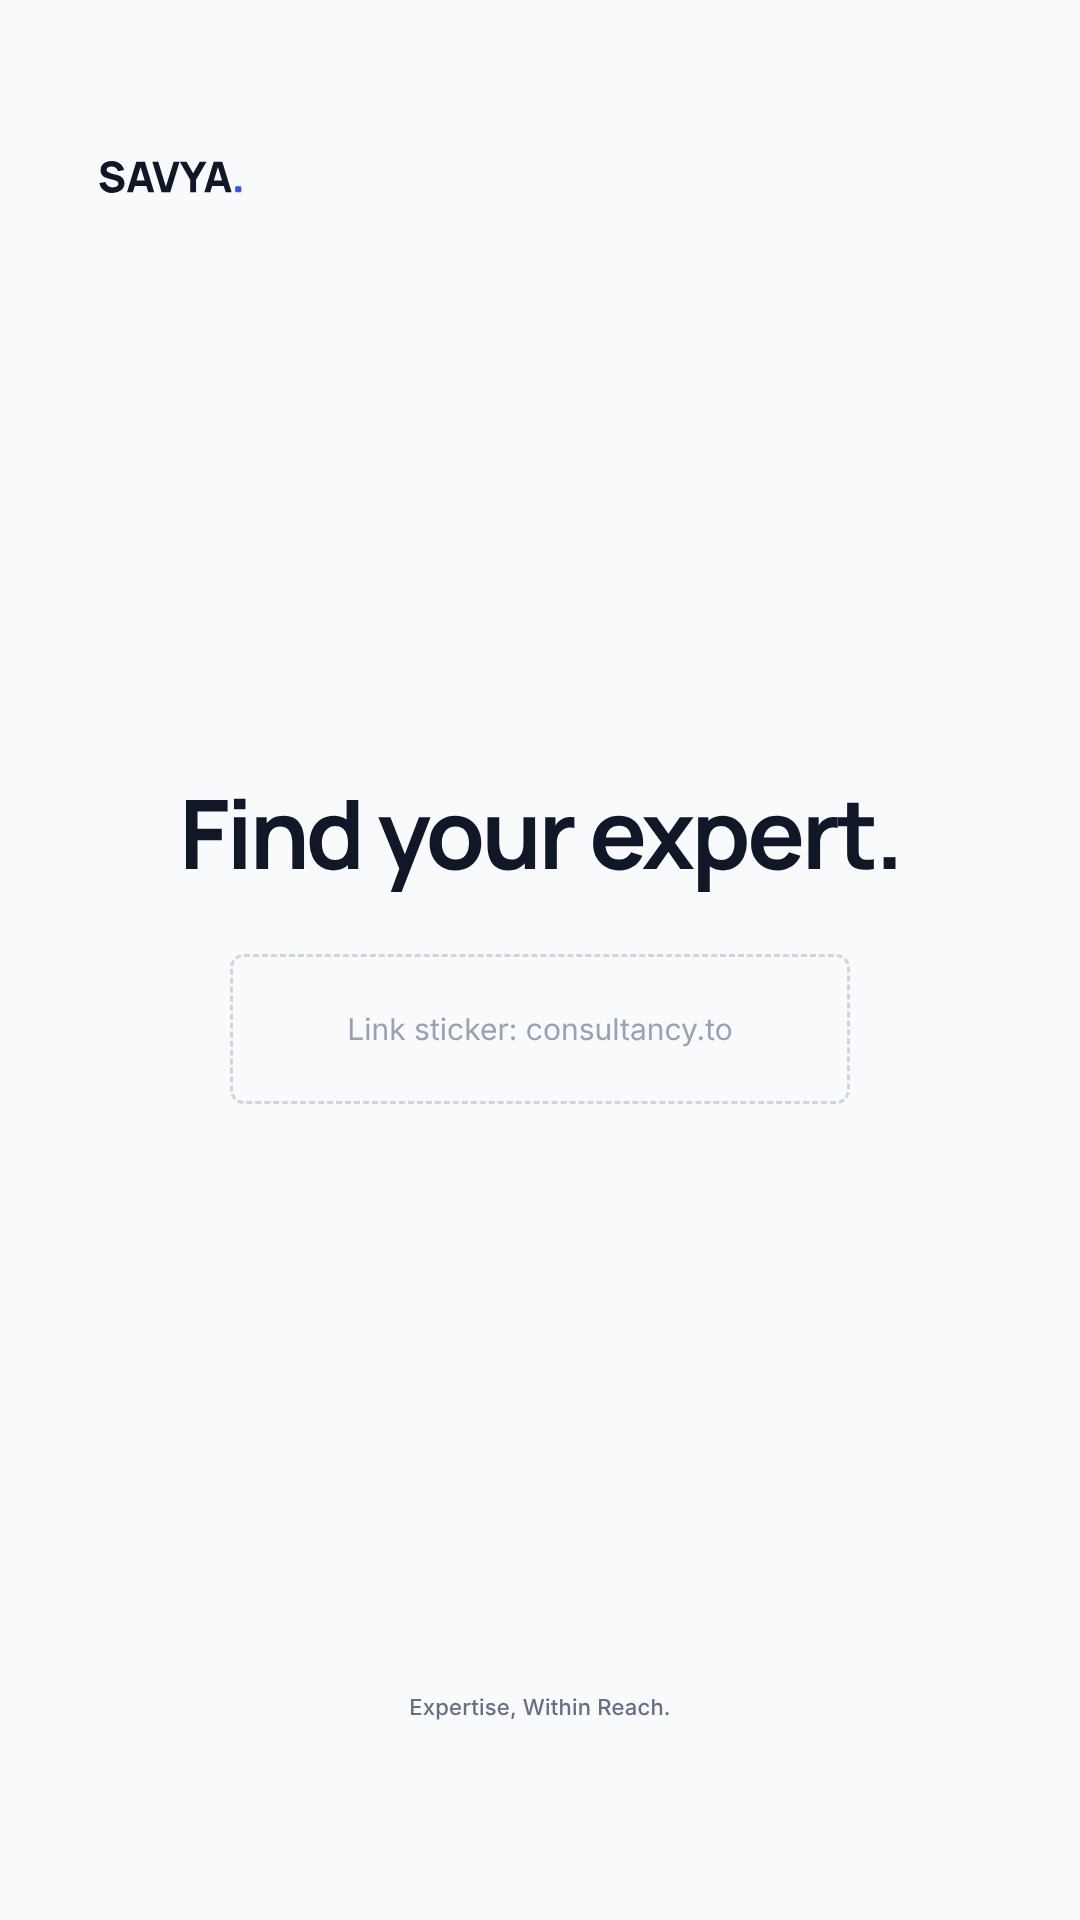 SAVYA.
Find your expert.
Link sticker: consultancy.to
Expertise, Within Reach.